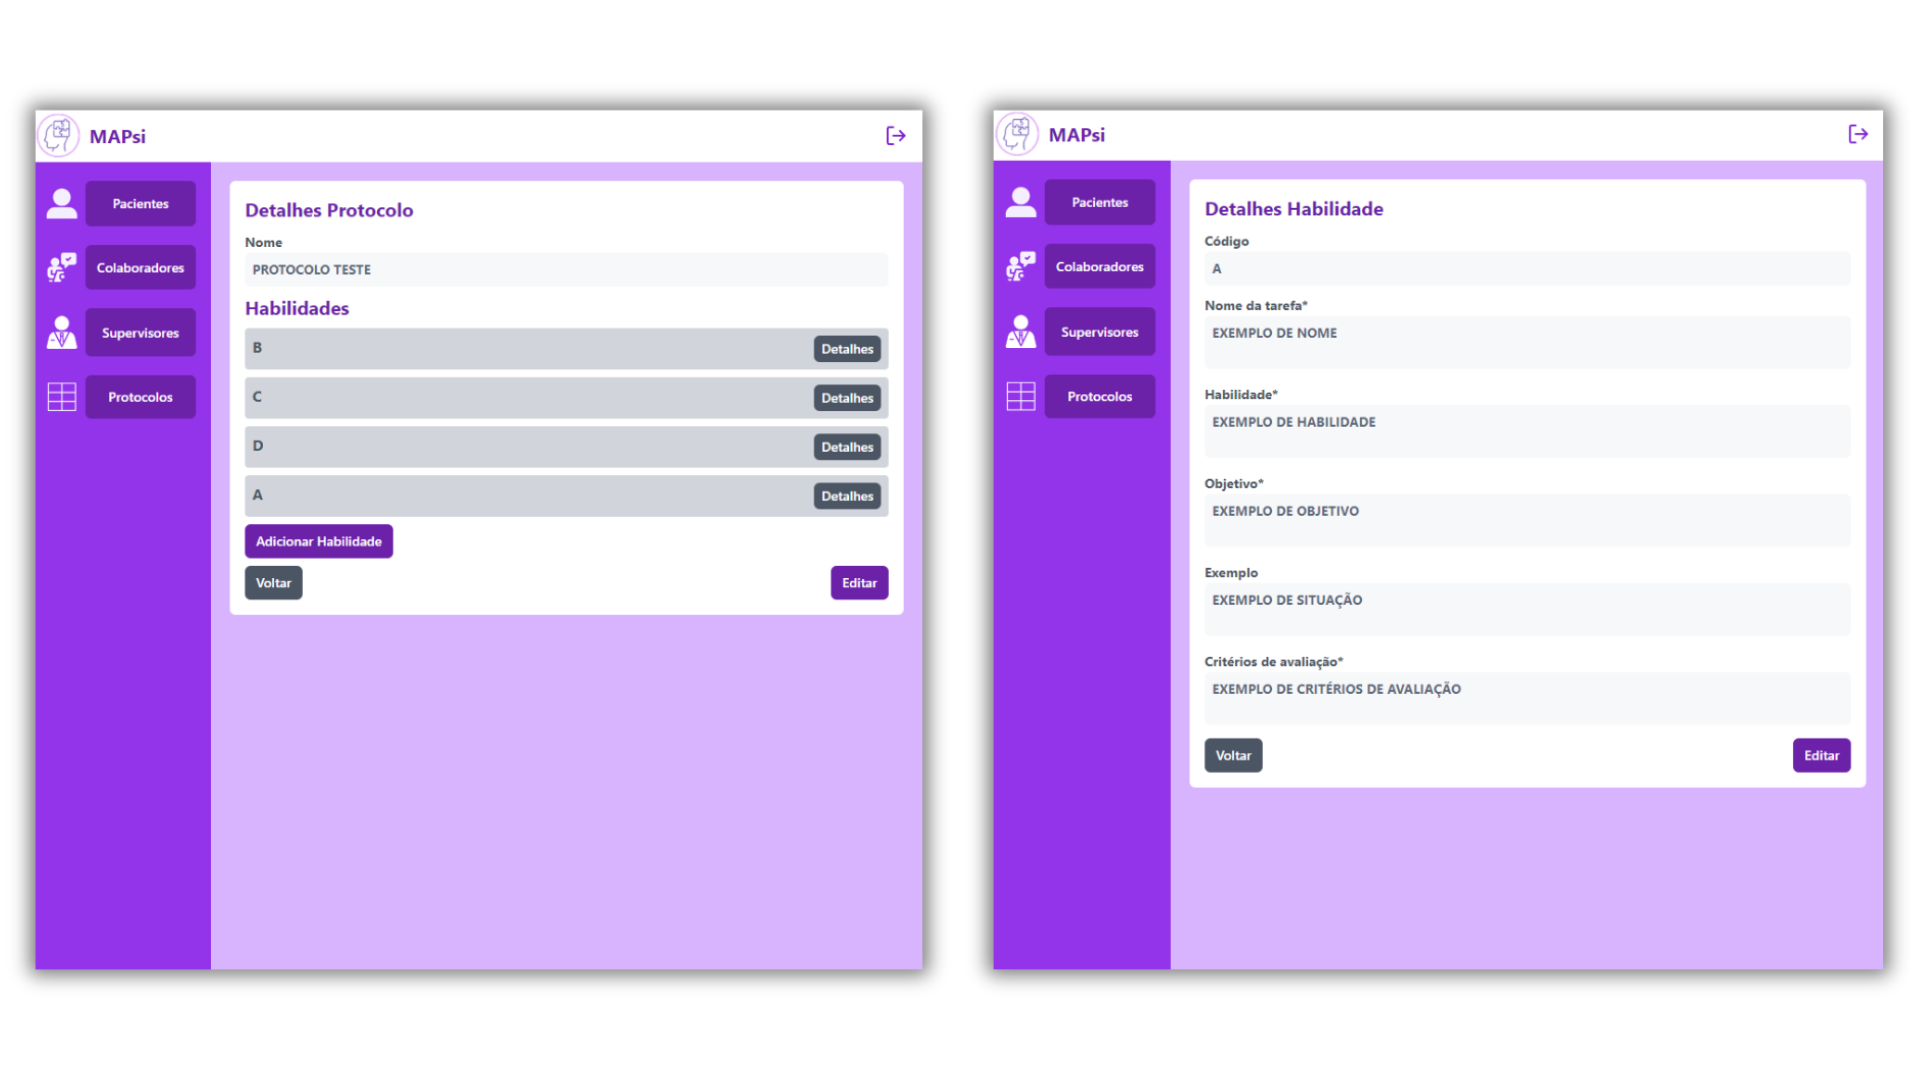 MAPsi
Pacientes
Colaboradores
Supervisores
Protocolos
Detalhes Protocolo
Nome
PROTOCOLO TESTE
Habilidades
B Detalhes
C Detalhes
D Detalhes
A Detalhes
Adicionar Habilidade
Voltar Editar
MAPsi
Pacientes
Colaboradores
Supervisores
Protocolos
Detalhes Habilidade
Código
A
Nome da tarefa*
EXEMPLO DE NOME
Habilidade*
EXEMPLO DE HABILIDADE
Objetivo*
EXEMPLO DE OBJETIVO
Exemplo
EXEMPLO DE SITUAÇÃO
Critérios de avaliação*
EXEMPLO DE CRITÉRIOS DE AVALIAÇÃO
Voltar Editar